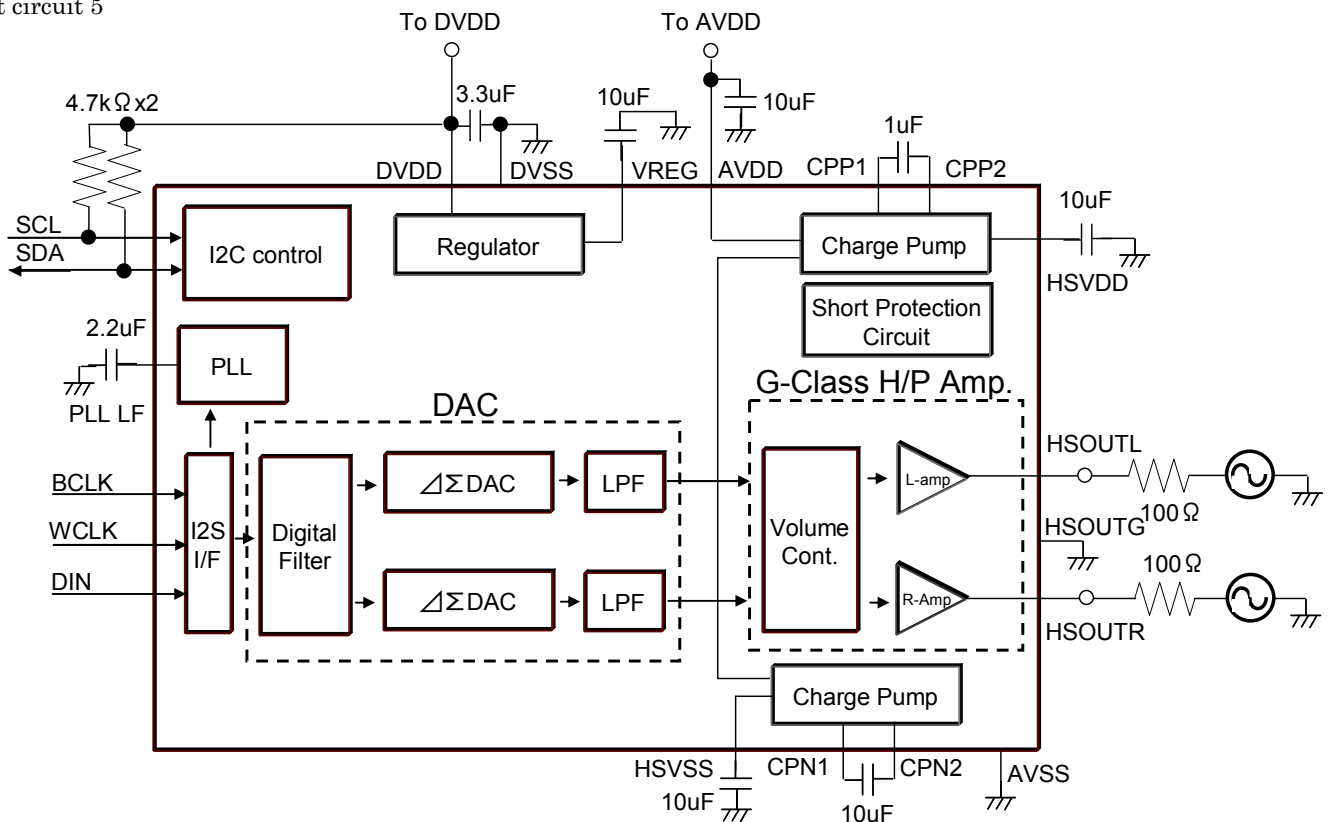 t circuit 5
To DVDD
To AVDD
4.7kΩx2
3.3uF
10uF
10uF
1uF
DVDD
DVSS
VREG
AVDD
CPP1
CPP2
10uF
SCL
SDA
I2C control
Regulator
Charge Pump
HSVDD
Short Protection
Circuit
2.2uF
PLL
PLL LF
G-Class H/P Amp.
DAC
HSOUTL
BCLK
WCLK
DIN
I2S
I/F
Digital
Filter
⊿ΣDAC
LPF
Volume
Cont.
L-amp
100Ω
HSOUTG
100Ω
⊿ΣDAC
LPF
R-Amp
HSOUTR
Charge Pump
HSVSS
10uF
CPN1
CPN2
10uF
AVSS